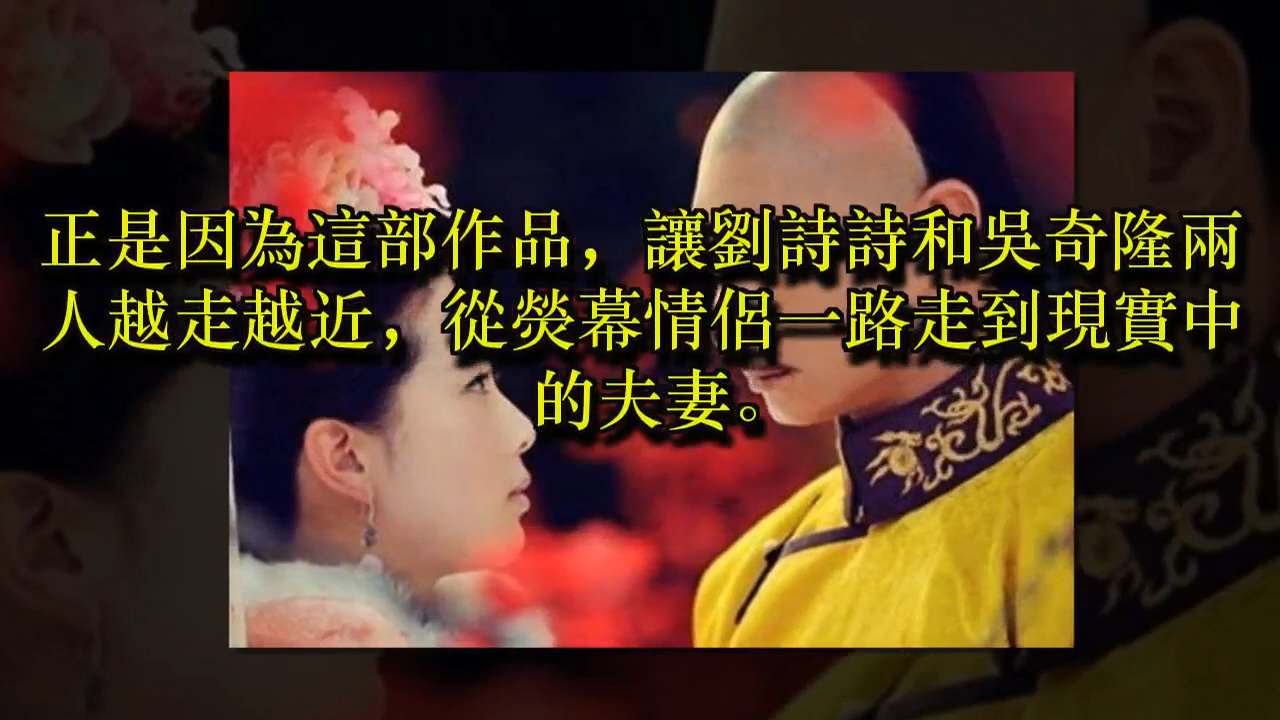 正是因為這部作品，讓劉詩詩和吳奇隆兩
人越走越近，從熒幕情侶一路走到現實中
的夫妻。